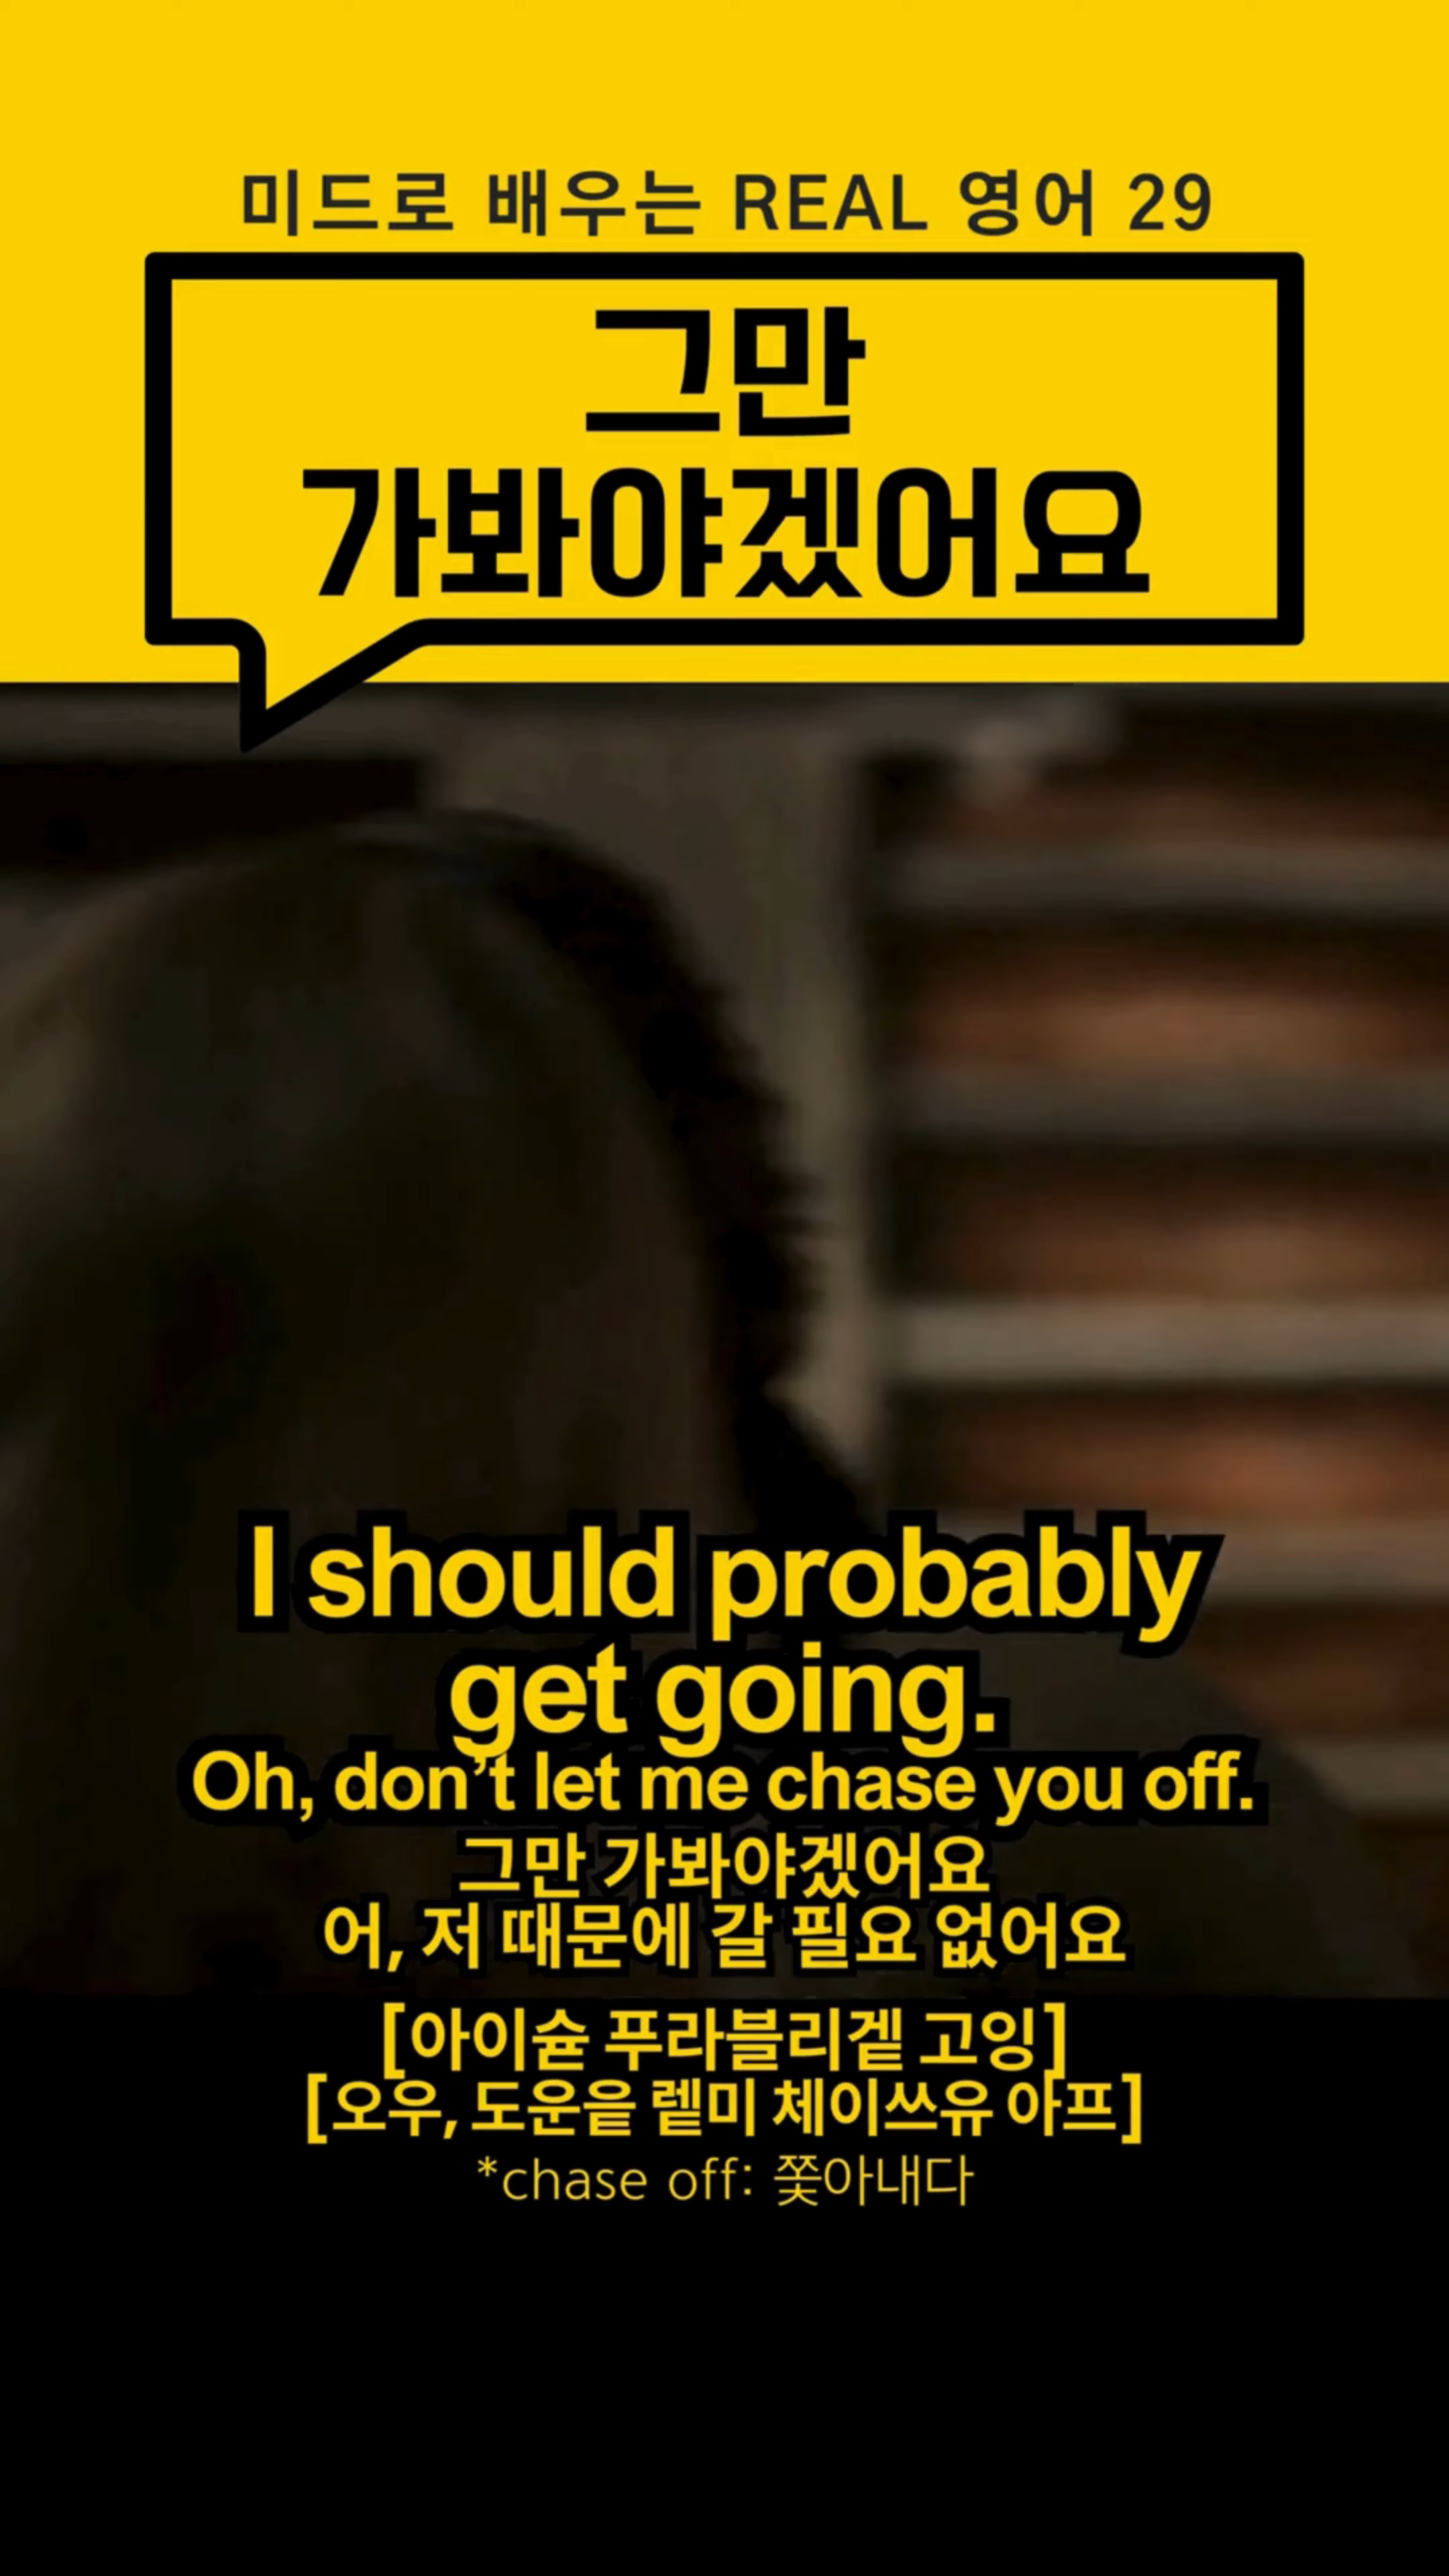 미드로 배우는 REAL 영어 29
그만
가봐야겠어요
I should probably
get going.
Oh, don’t let me chase you off.
그만 가봐야겠어요
어, 저 때문에 갈 필요 없어요
[아이슏 푸라블리겥 고잉]
[오우, 도운읕 렡미 체이쓰유 아프]
*chase off: 쫓아내다